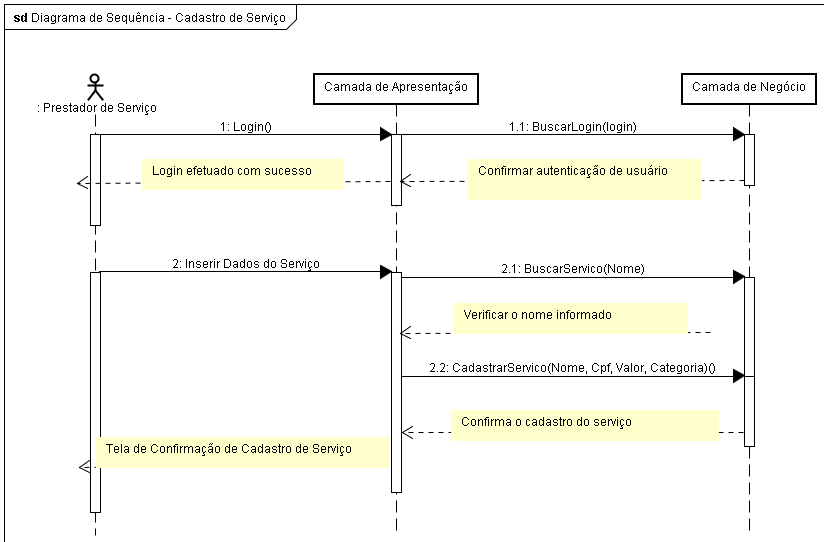 sd Diagrama de Sequência - Cadastro de Serviço
: Prestador de Serviço
Camada de Apresentação
Camada de Negócio
1: Login()
1.1: BuscarLogin(login)
Login efetuado com sucesso
Confirmar autenticação de usuário
2: Inserir Dados do Serviço
2.1: BuscarServico(Nome)
Verificar o nome informado
2.2: CadastrarServico(Nome, Cpf, Valor, Categoria)()
Confirma o cadastro do serviço
Tela de Confirmação de Cadastro de Serviço